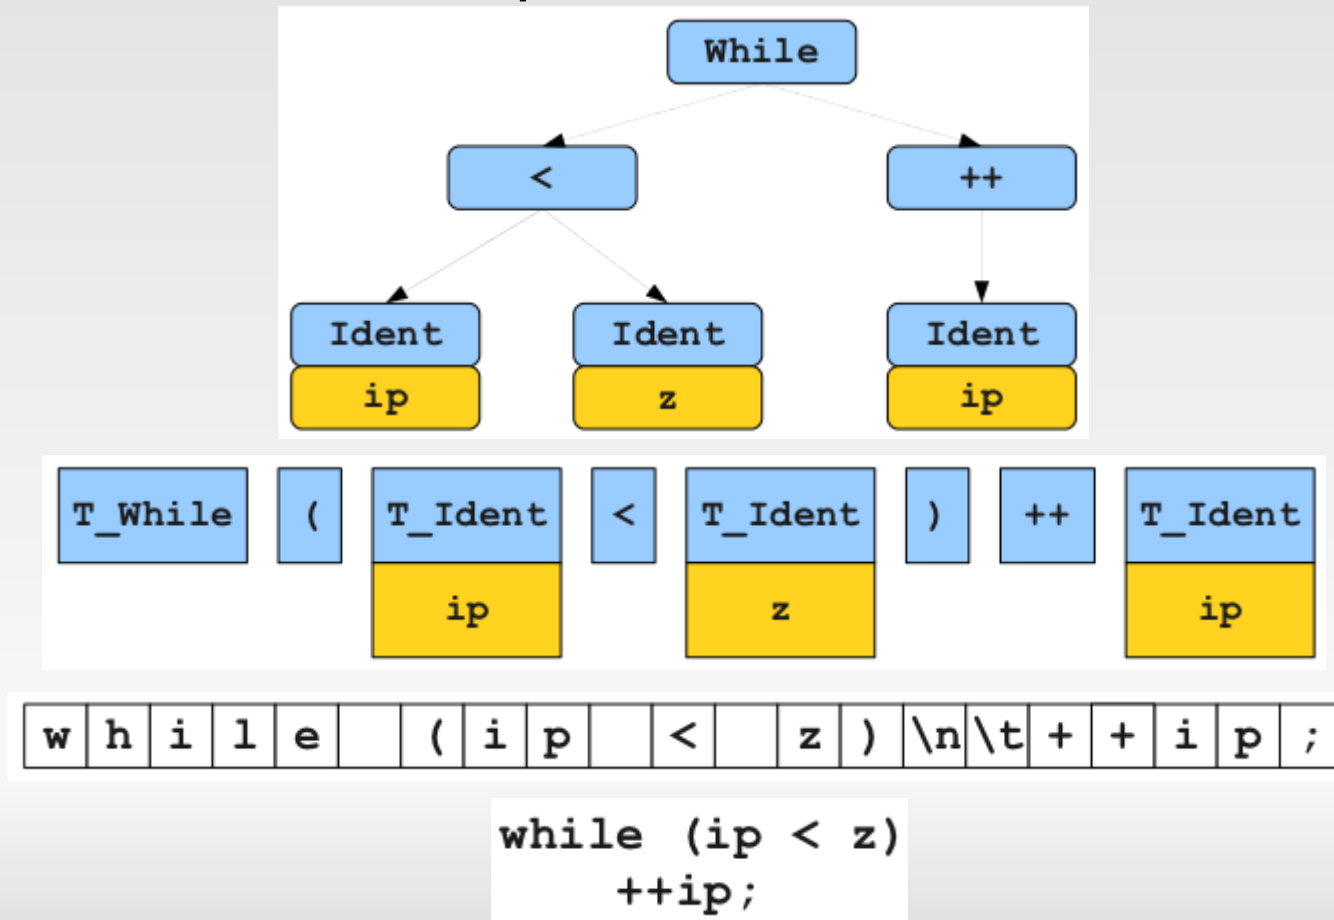 While
< ++
Ident Ident Ident
ip z ip
T_While ( T_Ident < T_Ident ) ++ T_Ident
ip z ip
w h i l e ( i p < z ) \n \t + + i p ;
while (ip < z)
++ip;